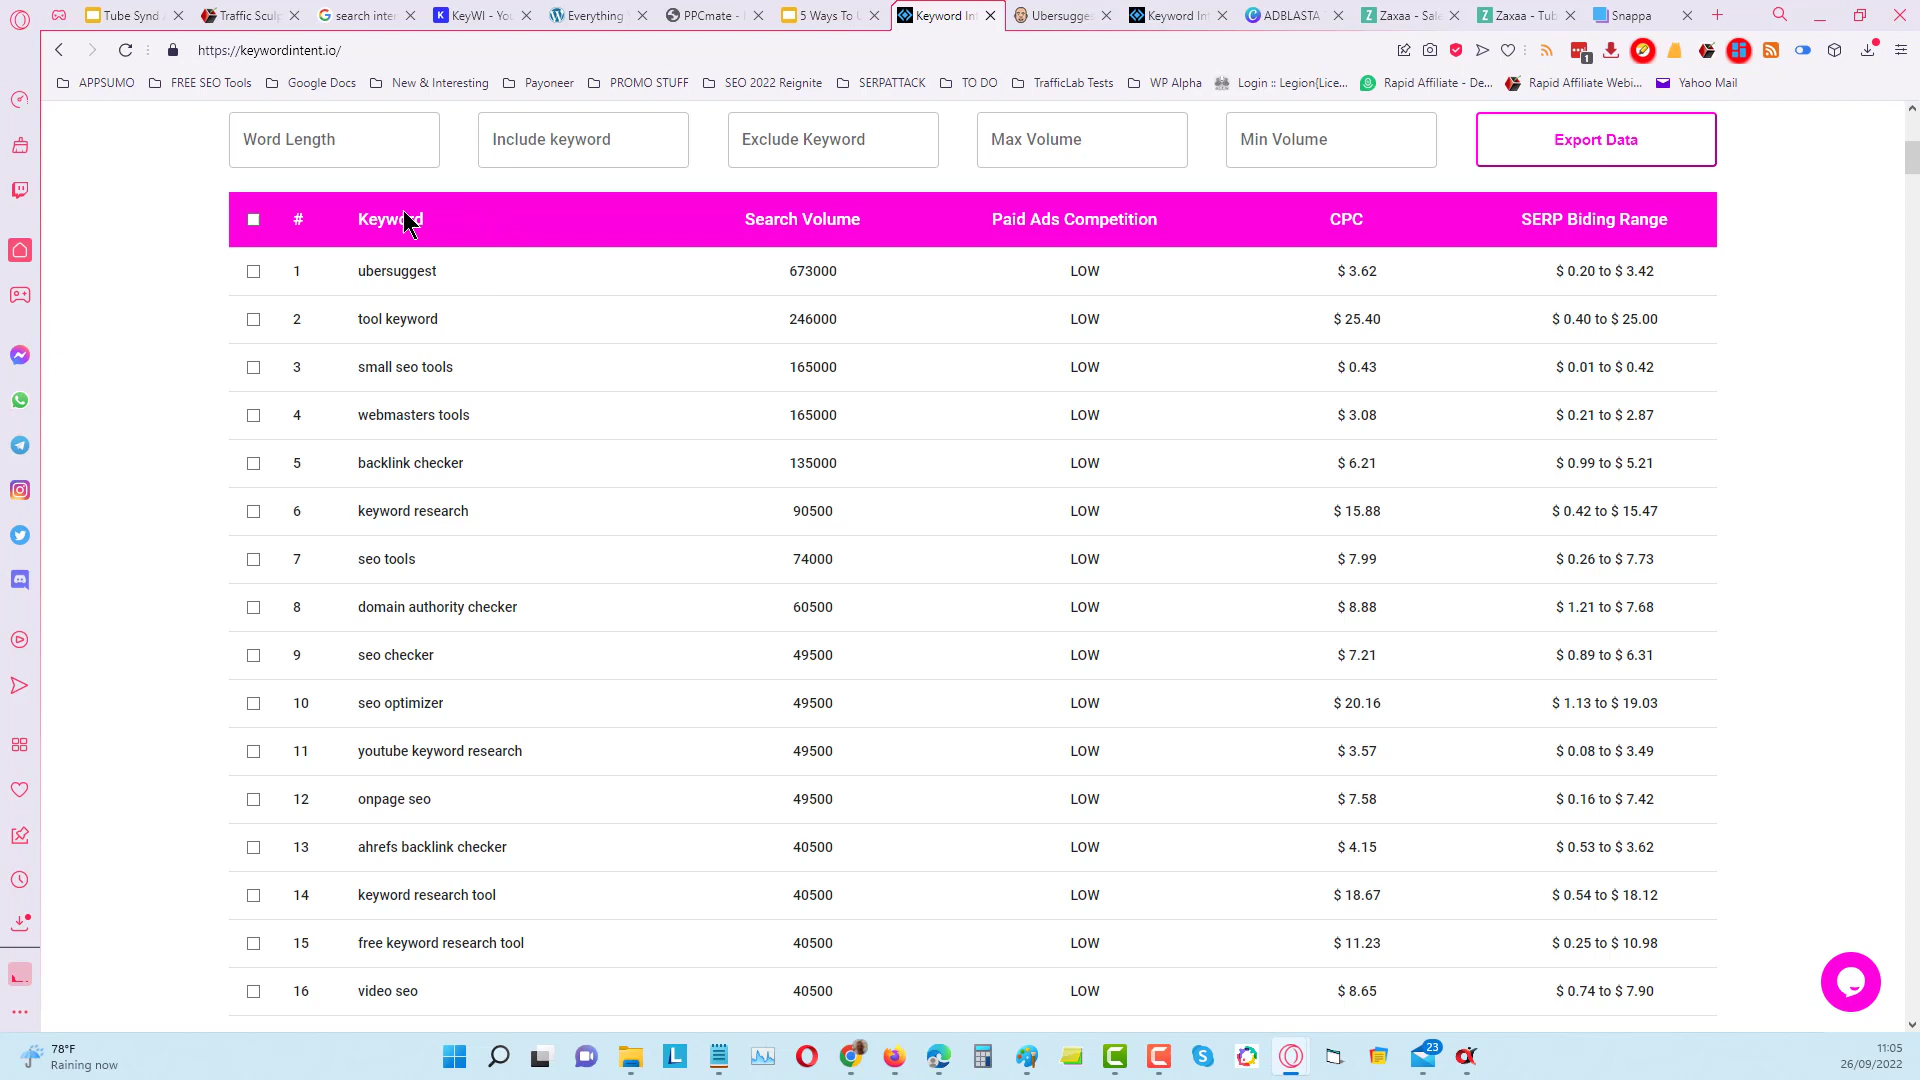 Tube Synd
Traffic Scul
search inte
KeyWI - Yo
Everything
PPCmate -
5 Ways To U
Keyword In
Ubersugge
Keyword In
ADBLASTA
Zaxaa - Sale
Zaxaa - Tub
Snappa
https://keywordintent.io/
1
APPSUMO
FREE SEO Tools
Google Docs
New & Interesting
Payoneer
PROMO STUFF
SEO 2022 Reignite
SERPATTACK
TO DO
TrafficLab Tests
WP Alpha
Login :: Legion{Lice...
Rapid Affiliate - De...
Rapid Affiliate Webi...
Yahoo Mail
Word Length
Include keyword
Exclude Keyword
Max Volume
Min Volume
Export Data
# Keyword Search Volume Paid Ads Competition CPC SERP Biding Range
1 ubersuggest 673000 LOW $ 3.62 $ 0.20 to $ 3.42
2 tool keyword 246000 LOW $ 25.40 $ 0.40 to $ 25.00
3 small seo tools 165000 LOW $ 0.43 $ 0.01 to $ 0.42
4 webmasters tools 165000 LOW $ 3.08 $ 0.21 to $ 2.87
5 backlink checker 135000 LOW $ 6.21 $ 0.99 to $ 5.21
6 keyword research 90500 LOW $ 15.88 $ 0.42 to $ 15.47
7 seo tools 74000 LOW $ 7.99 $ 0.26 to $ 7.73
8 domain authority checker 60500 LOW $ 8.88 $ 1.21 to $ 7.68
9 seo checker 49500 LOW $ 7.21 $ 0.89 to $ 6.31
10 seo optimizer 49500 LOW $ 20.16 $ 1.13 to $ 19.03
11 youtube keyword research 49500 LOW $ 3.57 $ 0.08 to $ 3.49
12 onpage seo 49500 LOW $ 7.58 $ 0.16 to $ 7.42
13 ahrefs backlink checker 40500 LOW $ 4.15 $ 0.53 to $ 3.62
14 keyword research tool 40500 LOW $ 18.67 $ 0.54 to $ 18.12
15 free keyword research tool 40500 LOW $ 11.23 $ 0.25 to $ 10.98
16 video seo 40500 LOW $ 8.65 $ 0.74 to $ 7.90
78°F
Raining now
23
11:05
26/09/2022